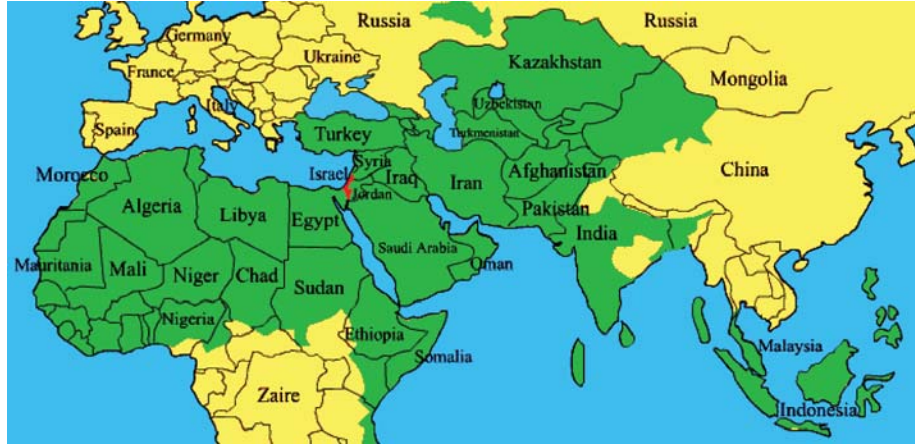 Russia
Russia
Germany
Ukraine
France
Kazakhstan
Mongolia
Italy
Uzbekistan
Spain
Turkey
Turkmenistan
Syria
China
Morocco
Israel
Iraq
Iran
Afghanistan
Jordan
Algeria
Libya
Egypt
Pakistan
India
Saudi Arabia
Mauritania
Mali
Niger
Chad
Oman
Sudan
Nigeria
Ethiopia
Somalia
Malaysia
Zaire
Indonesia